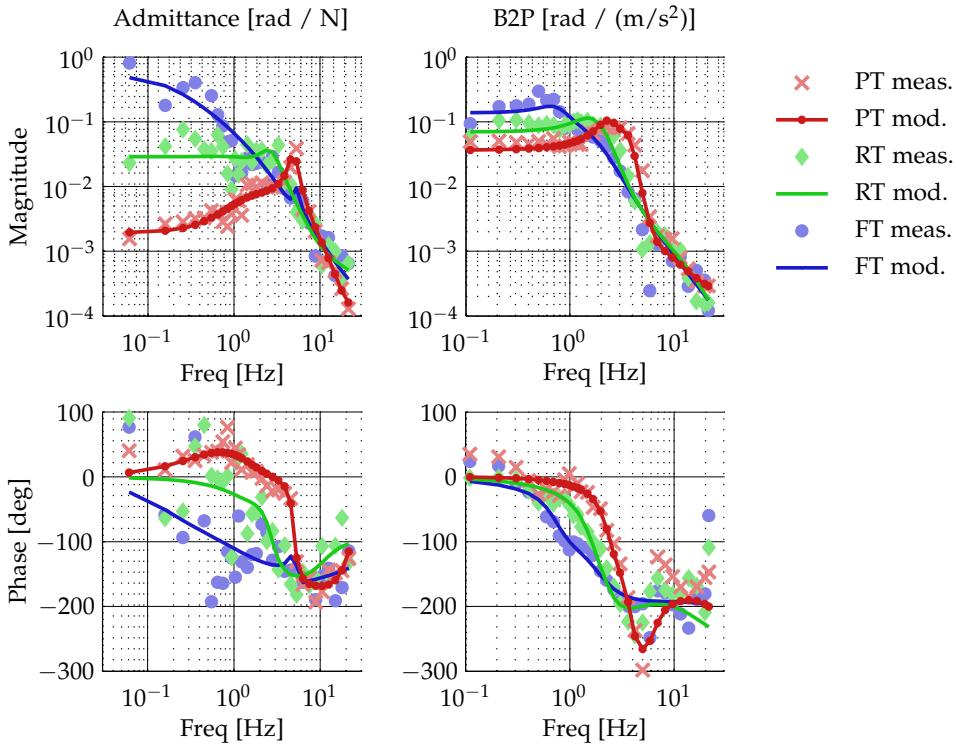 Admittance [rad / N]
B2P [rad / (m/s²)]
Magnitude
10⁰
10⁻¹
10⁻²
10⁻³
10⁻⁴
10⁻¹ 10⁰ 10¹
Freq [Hz]
10⁰
10⁻¹
10⁻²
10⁻³
10⁻⁴
10⁻¹ 10⁰ 10¹
Freq [Hz]
PT meas.
PT mod.
RT meas.
RT mod.
FT meas.
FT mod.
Phase [deg]
100
0
−100
−200
−300
10⁻¹ 10⁰ 10¹
Freq [Hz]
100
0
−100
−200
−300
10⁻¹ 10⁰ 10¹
Freq [Hz]